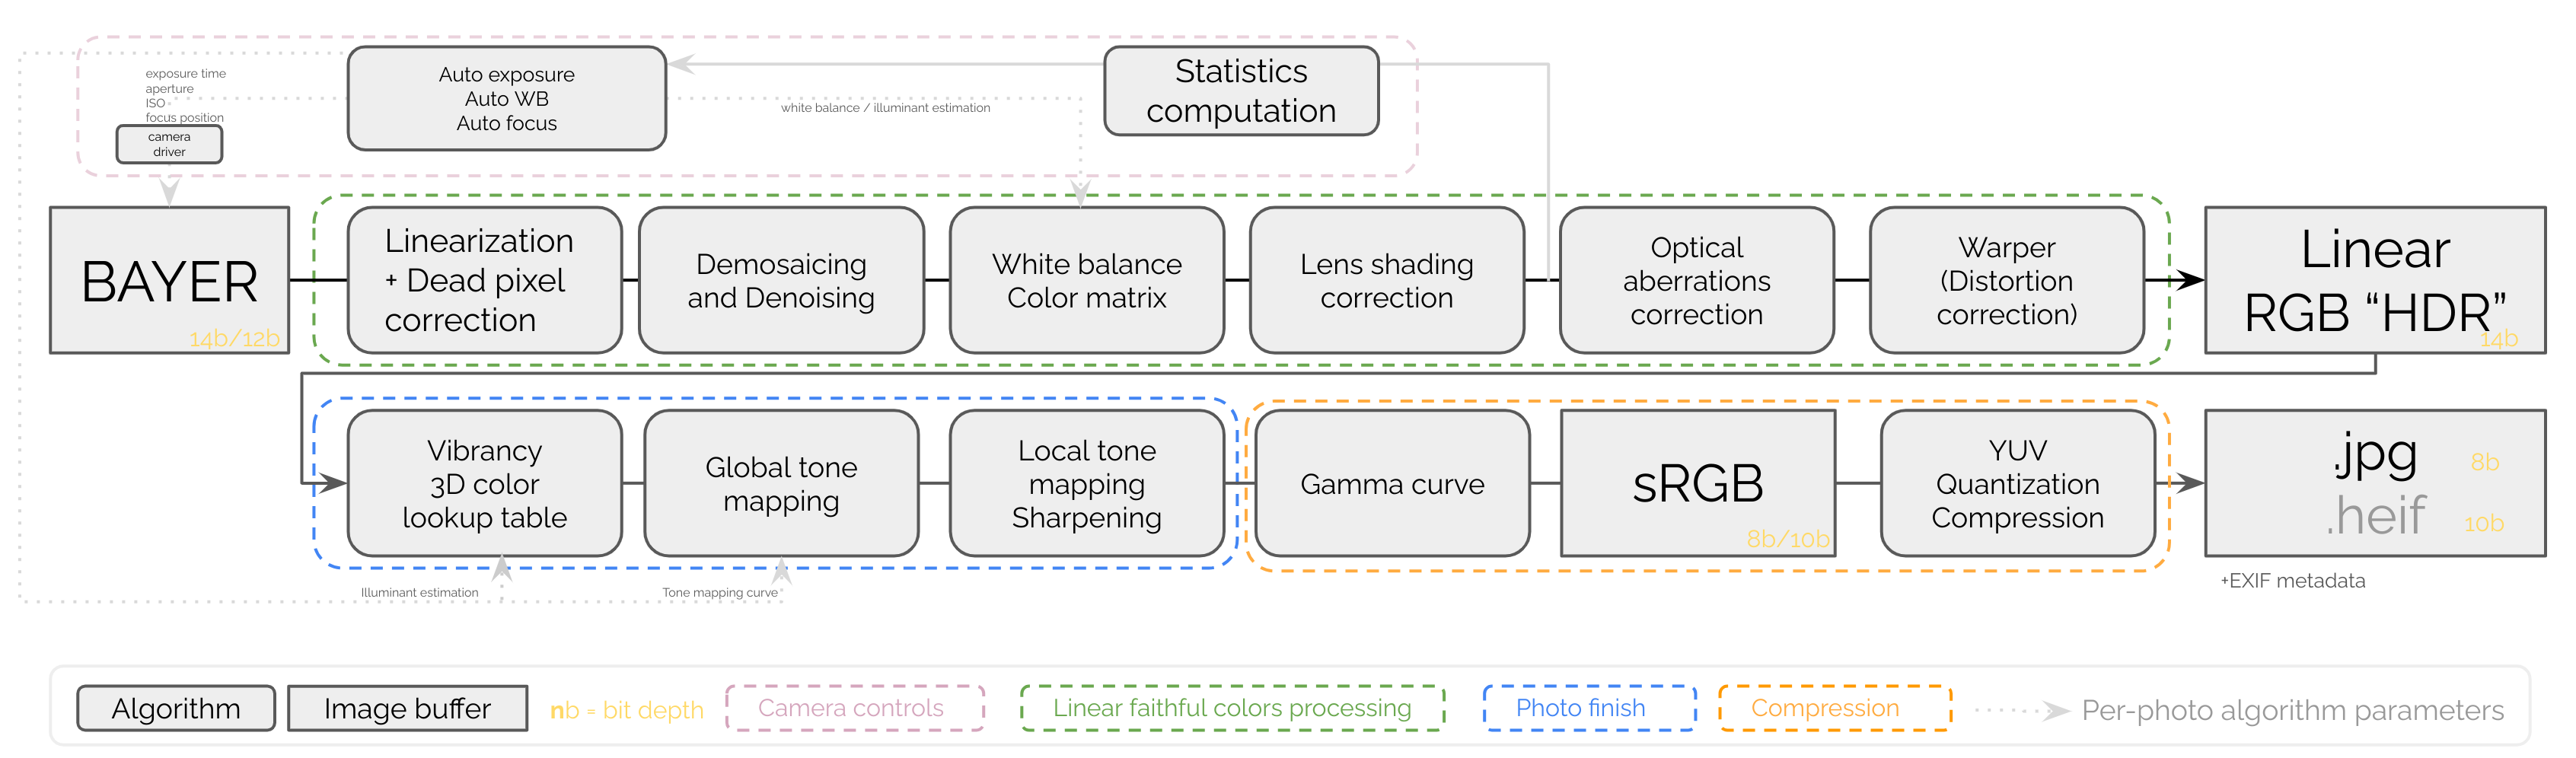 exposure time
aperture
ISO
focus position
camera
driver
Auto exposure
Auto WB
Auto focus
white balance / illuminant estimation
Statistics
computation
BAYER
14b/12b
Linearization
+ Dead pixel
correction
Demosaicing
and Denoising
White balance
Color matrix
Lens shading
correction
Optical
aberrations
correction
Warper
(Distortion
correction)
Linear
RGB “HDR”
14b
Vibrancy
3D color
lookup table
Global tone
mapping
Local tone
mapping
Sharpening
Gamma curve
sRGB
8b/10b
YUV
Quantization
Compression
.jpg
8b
.heif
10b
Illuminant estimation
Tone mapping curve
+EXIF metadata
Algorithm
Image buffer
nb = bit depth
Camera controls
Linear faithful colors processing
Photo finish
Compression
Per-photo algorithm parameters